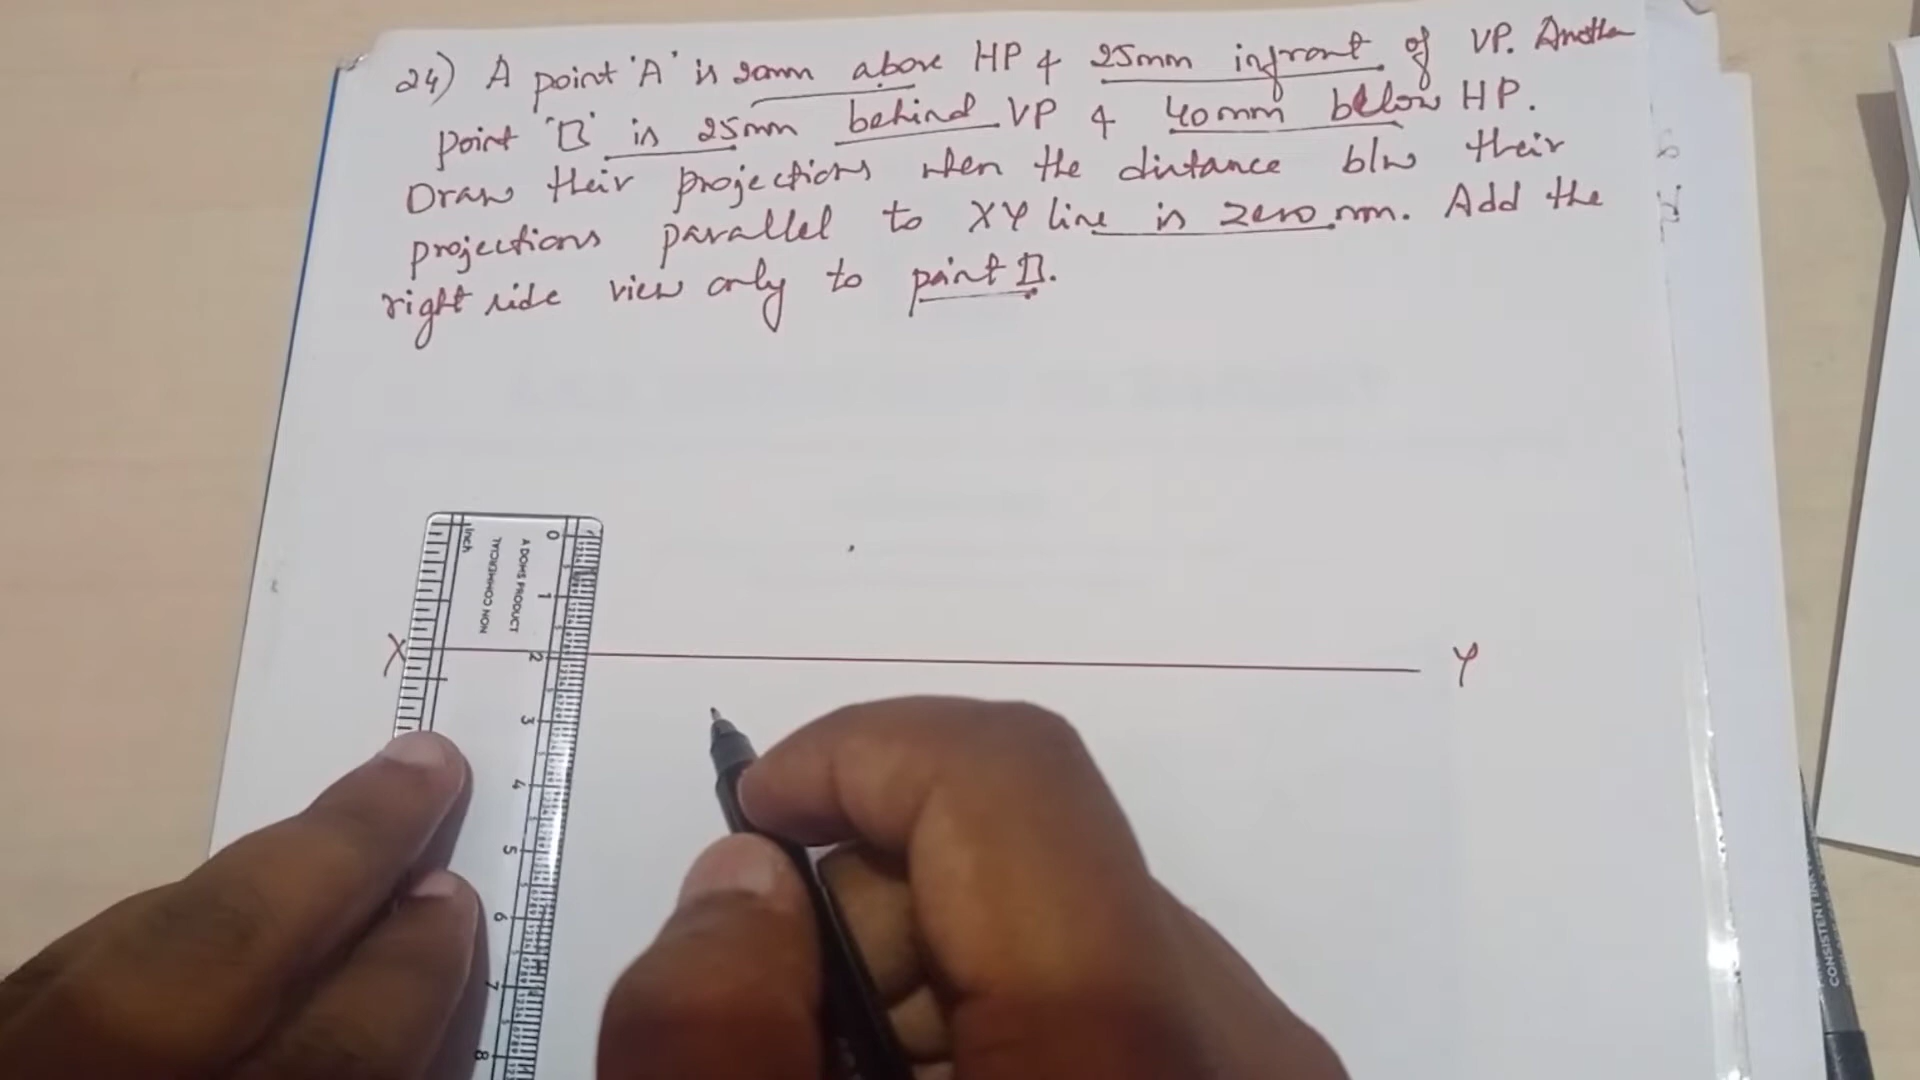 24) A point 'A' is 20mm above HP & 25mm infront of VP. Another
point 'B' is 25mm behind VP & 40mm below HP.
Draw their projections when the distance b/w their
projections parallel to XY line is zero mm. Add the
right side view only to point B.
X
Y
Inch
A DOMS PRODUCT
NON COMMERCIAL
0
1
2
3
4
5
6
7
8
CONSISTENT INK